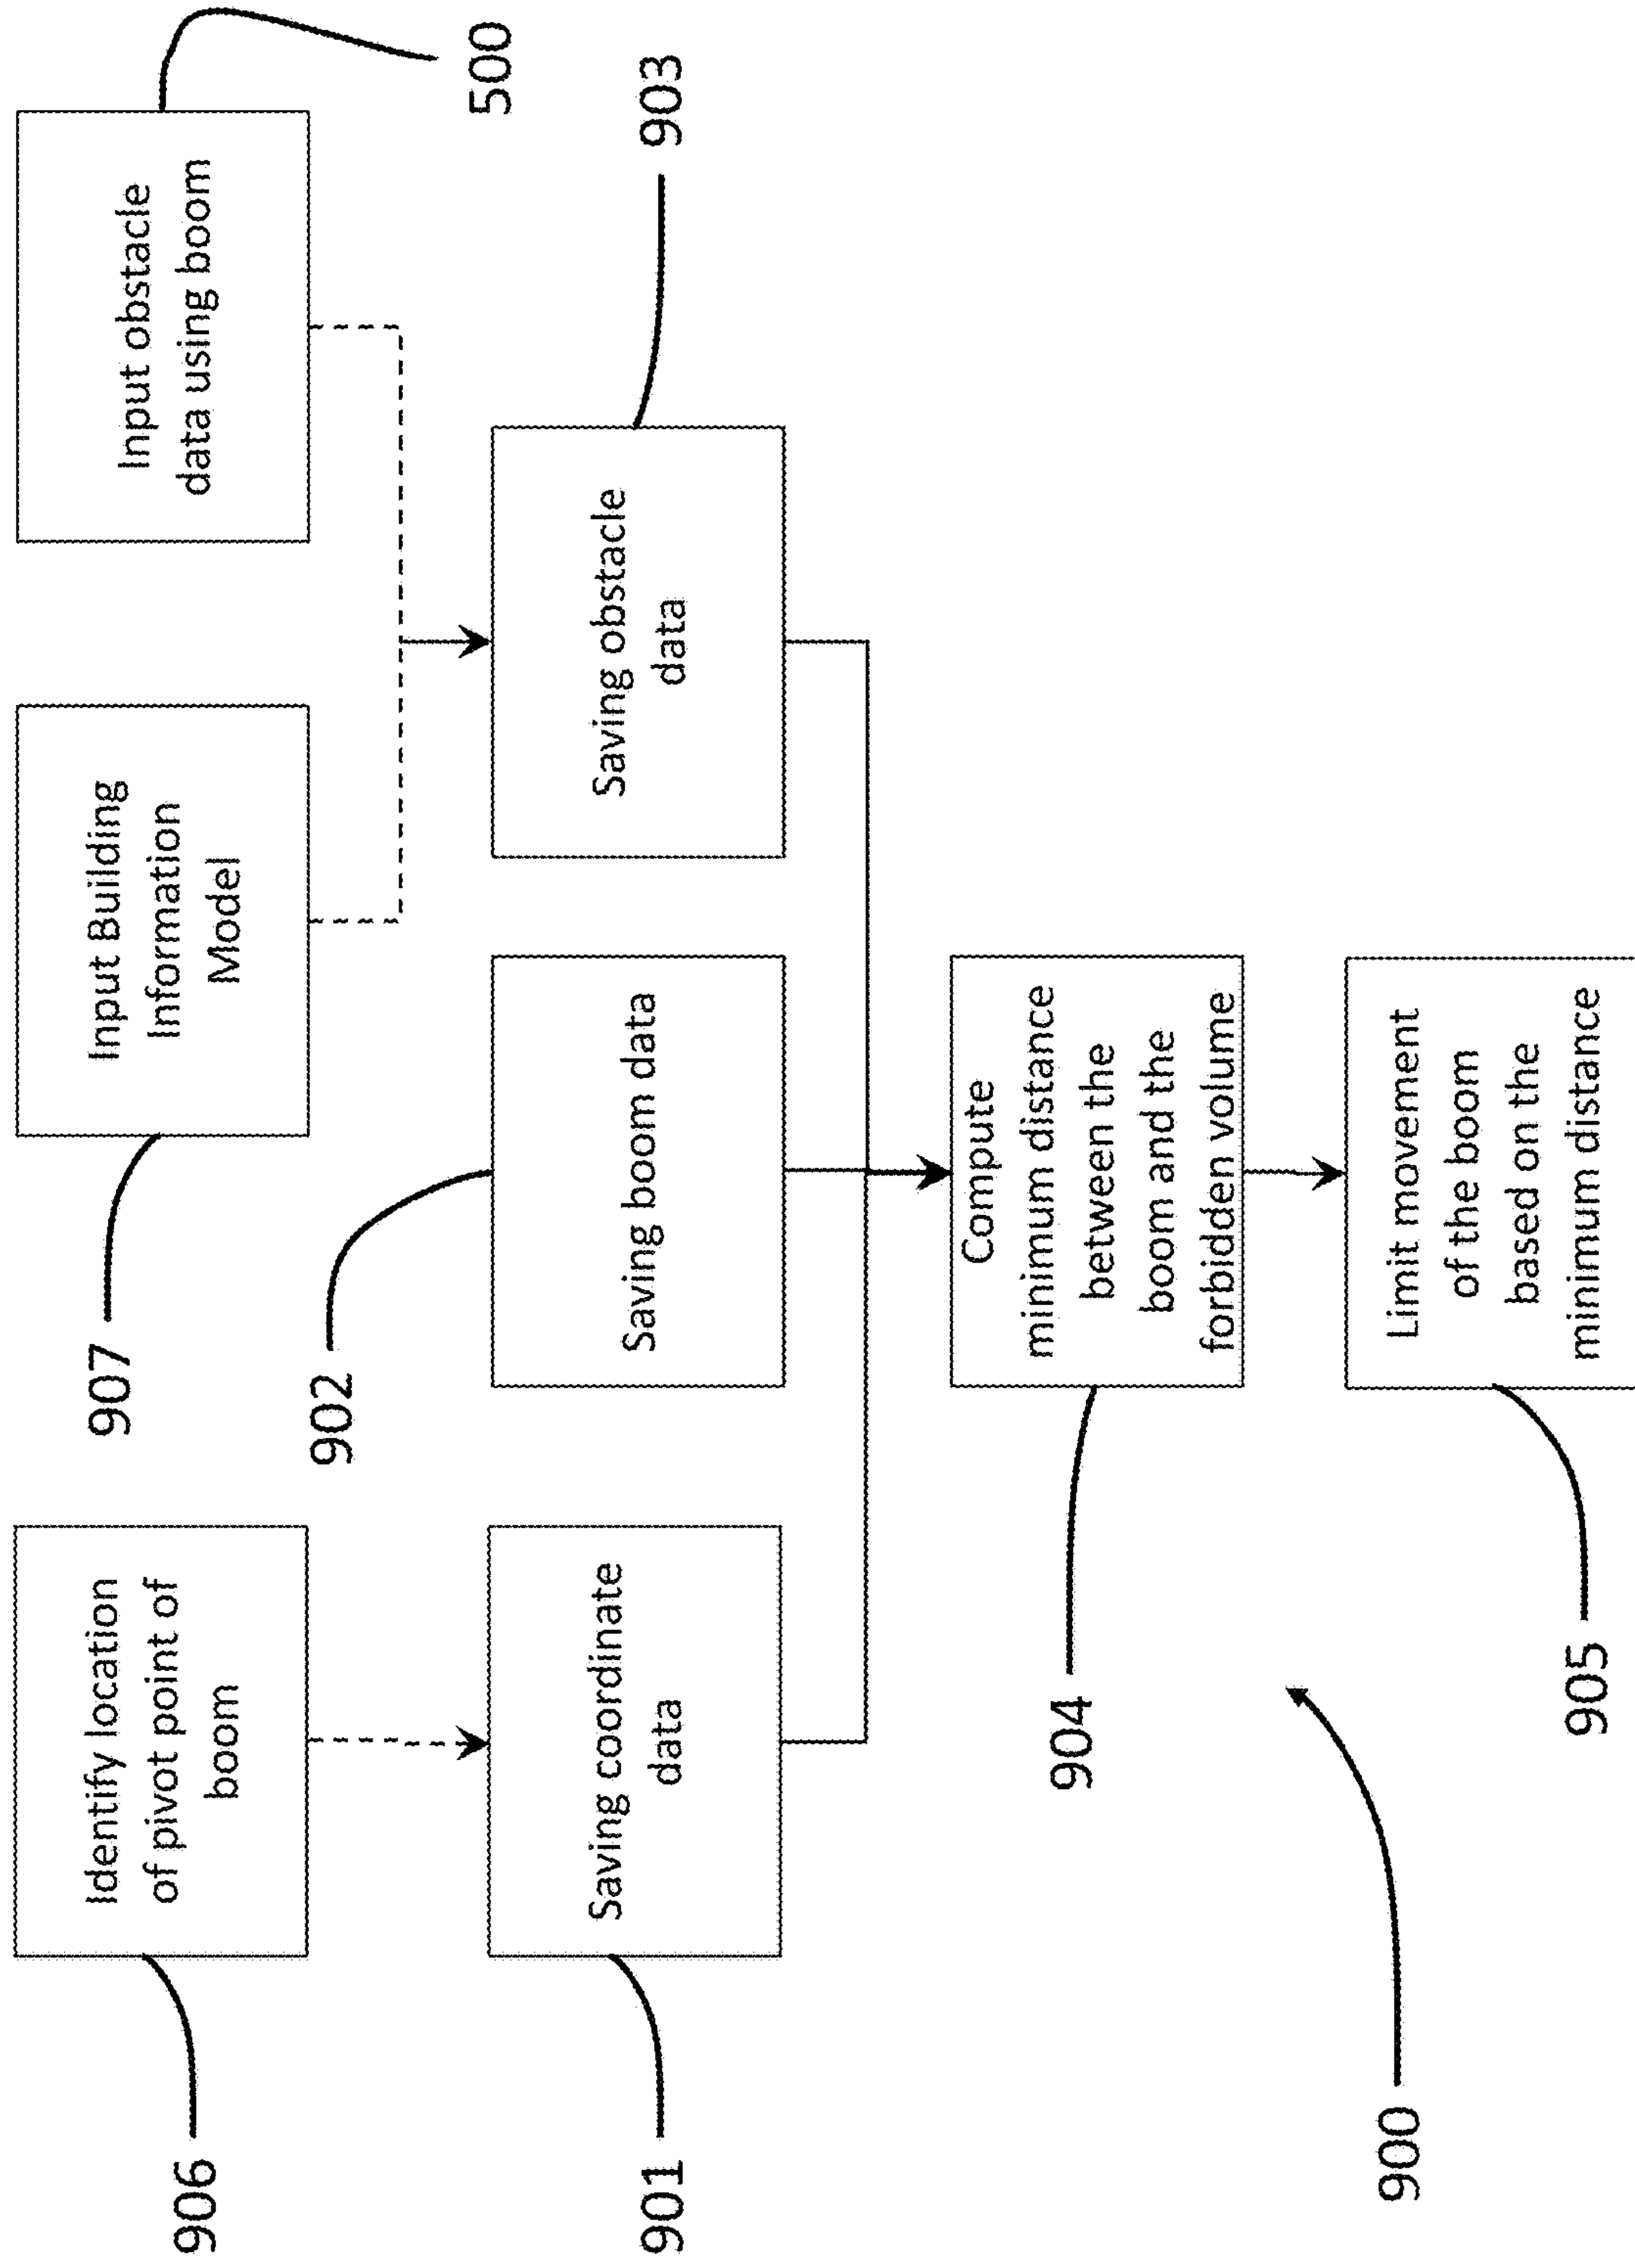 Identify location
of pivot point of
boom
906
Input Building
Information
Model
907
Input obstacle
data using boom
500
Saving coordinate
data
901
Saving boom data
902
Saving obstacle
data
903
Compute
minimum distance
between the
boom and the
forbidden volume
904
Limit movement
of the boom
based on the
minimum distance
905
900